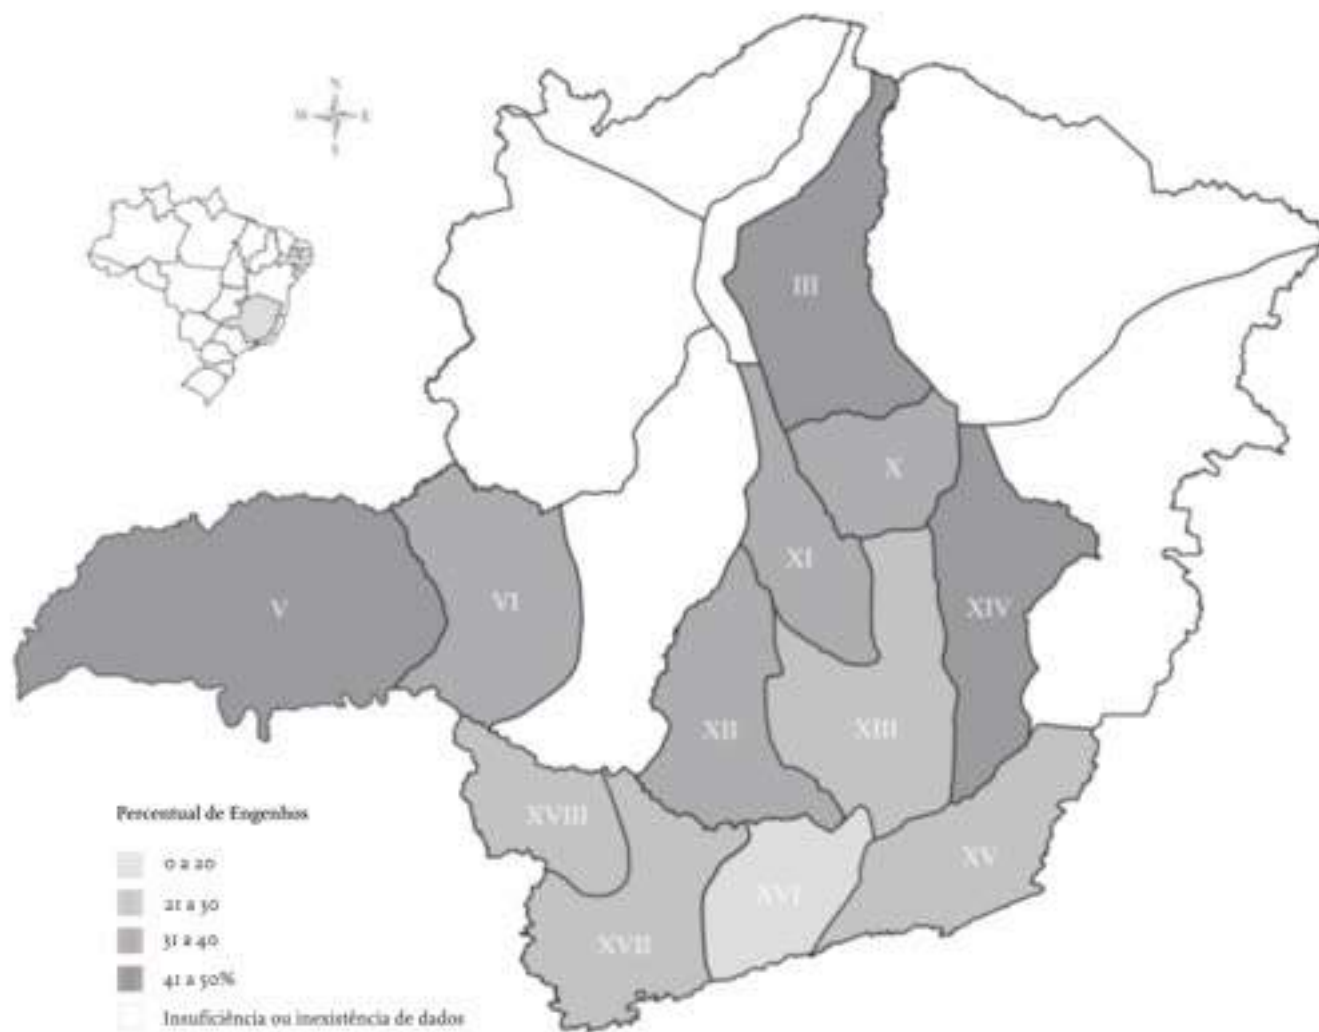 N
E
S
III
X
XI
VI
V
XIV
XII
XIII
XVIII
XV
XVI
XVII
Percentual de Engenhos
0 a 20
21 a 30
31 a 40
41 a 50%
Insuficiência ou inexistência de dados